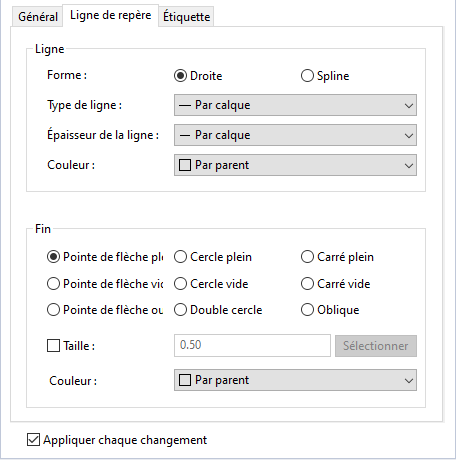 Général Ligne de repère Étiquette
Ligne
Forme : Droite Spline
Type de ligne : Par calque
Épaisseur de la ligne : Par calque
Couleur : Par parent
Fin
Pointe de flèche ple Cercle plein Carré plein
Pointe de flèche vid Cercle vide Carré vide
Pointe de flèche ou Double cercle Oblique
Taille : 0.50 Sélectionner
Couleur : Par parent
Appliquer chaque changement